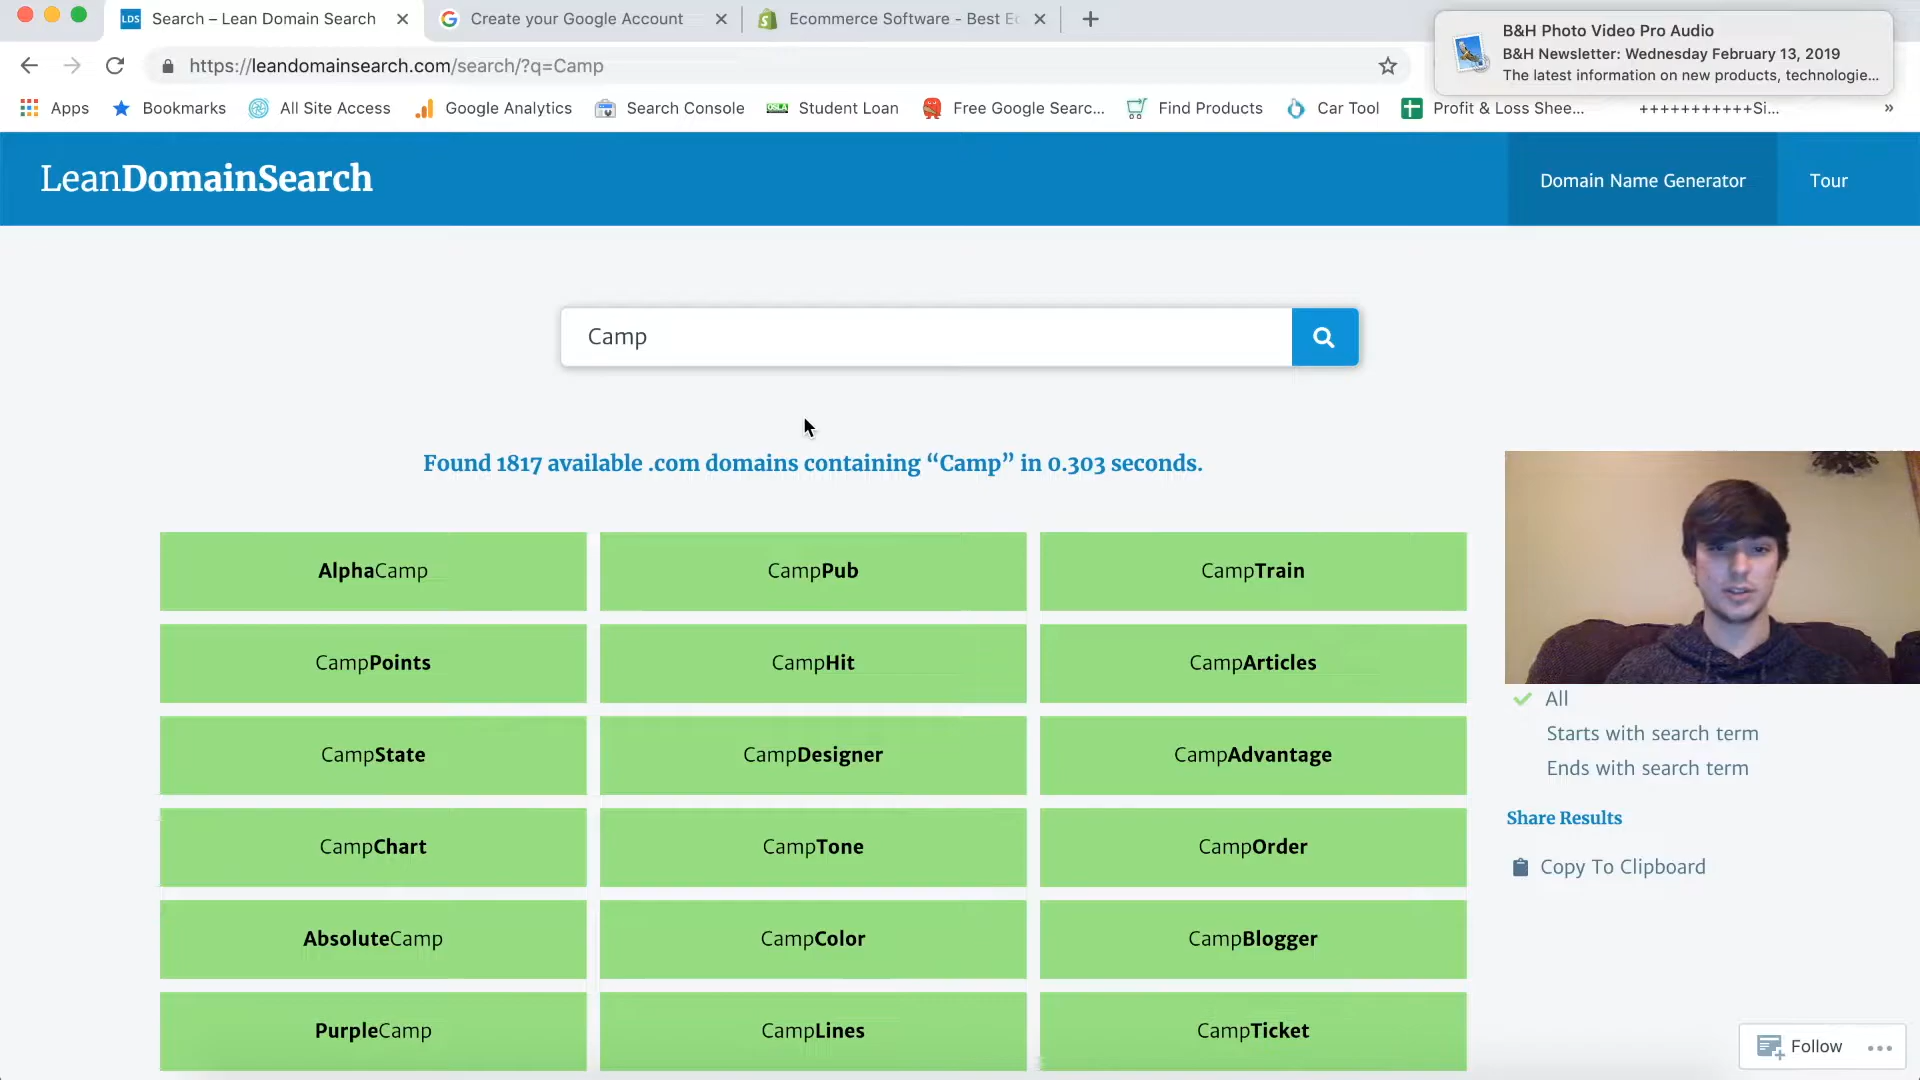 LDS Search – Lean Domain Search
Create your Google Account
Ecommerce Software - Best Ec
B&H Photo Video Pro Audio
B&H Newsletter: Wednesday February 13, 2019
The latest information on new products, technologie...
https://leandomainsearch.com/search/?q=Camp
Apps
Bookmarks
All Site Access
Google Analytics
Search Console
Student Loan
Free Google Searc...
Find Products
Car Tool
Profit & Loss Shee...
+++++++++++Si...
»
LeanDomainSearch
Domain Name Generator
Tour
Camp
Found 1817 available .com domains containing “Camp” in 0.303 seconds.
AlphaCamp
CampPub
CampTrain
CampPoints
CampHit
CampArticles
CampState
CampDesigner
CampAdvantage
CampChart
CampTone
CampOrder
AbsoluteCamp
CampColor
CampBlogger
PurpleCamp
CampLines
CampTicket
All
Starts with search term
Ends with search term
Share Results
Copy To Clipboard
Follow